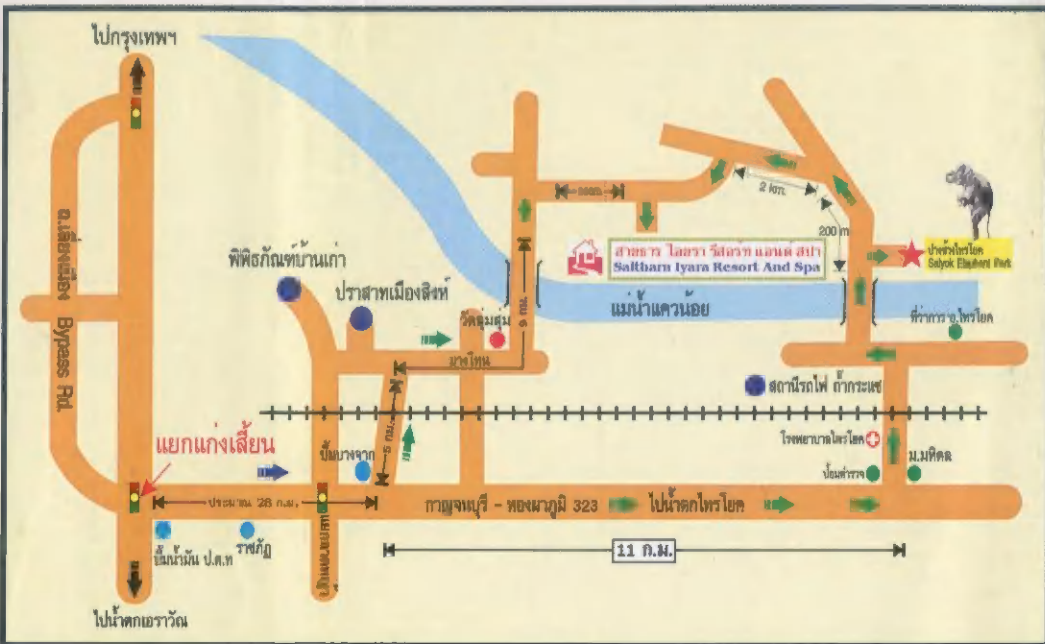 ไปกรุงเทพฯ
ถ.เลี่ยงเมือง Bypass Rd.
พิพิธภัณฑ์บ้านเก่า
ปราสาทเมืองสิงห์
วัดลุ่มสุ่ม
2 km.
200 m
สายธาร ไอยรา รีสอร์ท แอนด์ สปา
Saitharn Iyara Resort And Spa
ปางช้างไทรโยค
Saiyok Elephant Park
แม่น้ำแควน้อย
ที่ว่าการ อ.ไทรโยค
สถานีรถไฟ ถ้ำกระแซ
แยกแก่งเสี้ยน
ปั๊มบางจาก
5 ก.ม.
โรงพยาบาลไทรโยค
ม.มหิดล
ป้อมตำรวจ
ประมาณ 28 ก.ม.
กาญจนบุรี - ทองผาภูมิ 323
ไปน้ำตกไทรโยค
ปั๊มน้ำมัน ป.ต.ท
ราชภัฏ
11 ก.ม.
ไปน้ำตกเอราวัณ